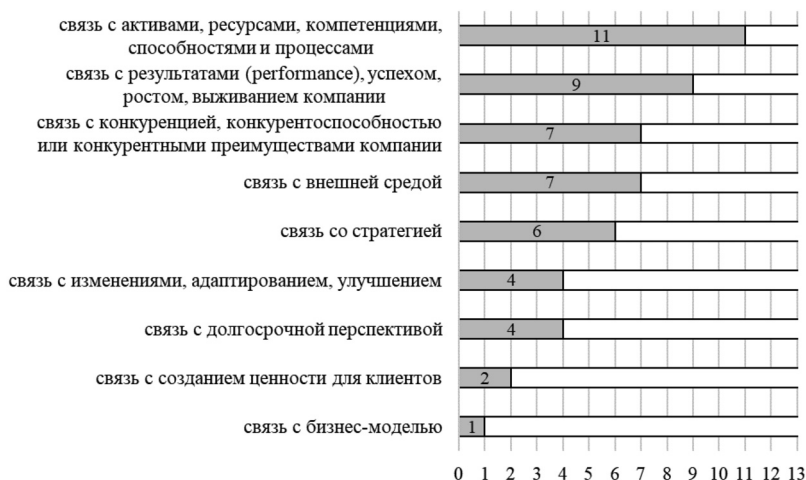 связь с активами, ресурсами, компетенциями,
способностями и процессами
11
связь с результатами (performance), успехом,
ростом, выживанием компании
9
связь с конкуренцией, конкурентоспособностью
или конкурентными преимуществами компании
7
связь с внешней средой
7
связь со стратегией
6
связь с изменениями, адаптированием, улучшением
4
связь с долгосрочной перспективой
4
связь с созданием ценности для клиентов
2
связь с бизнес-моделью
1
0 1 2 3 4 5 6 7 8 9 10 11 12 13